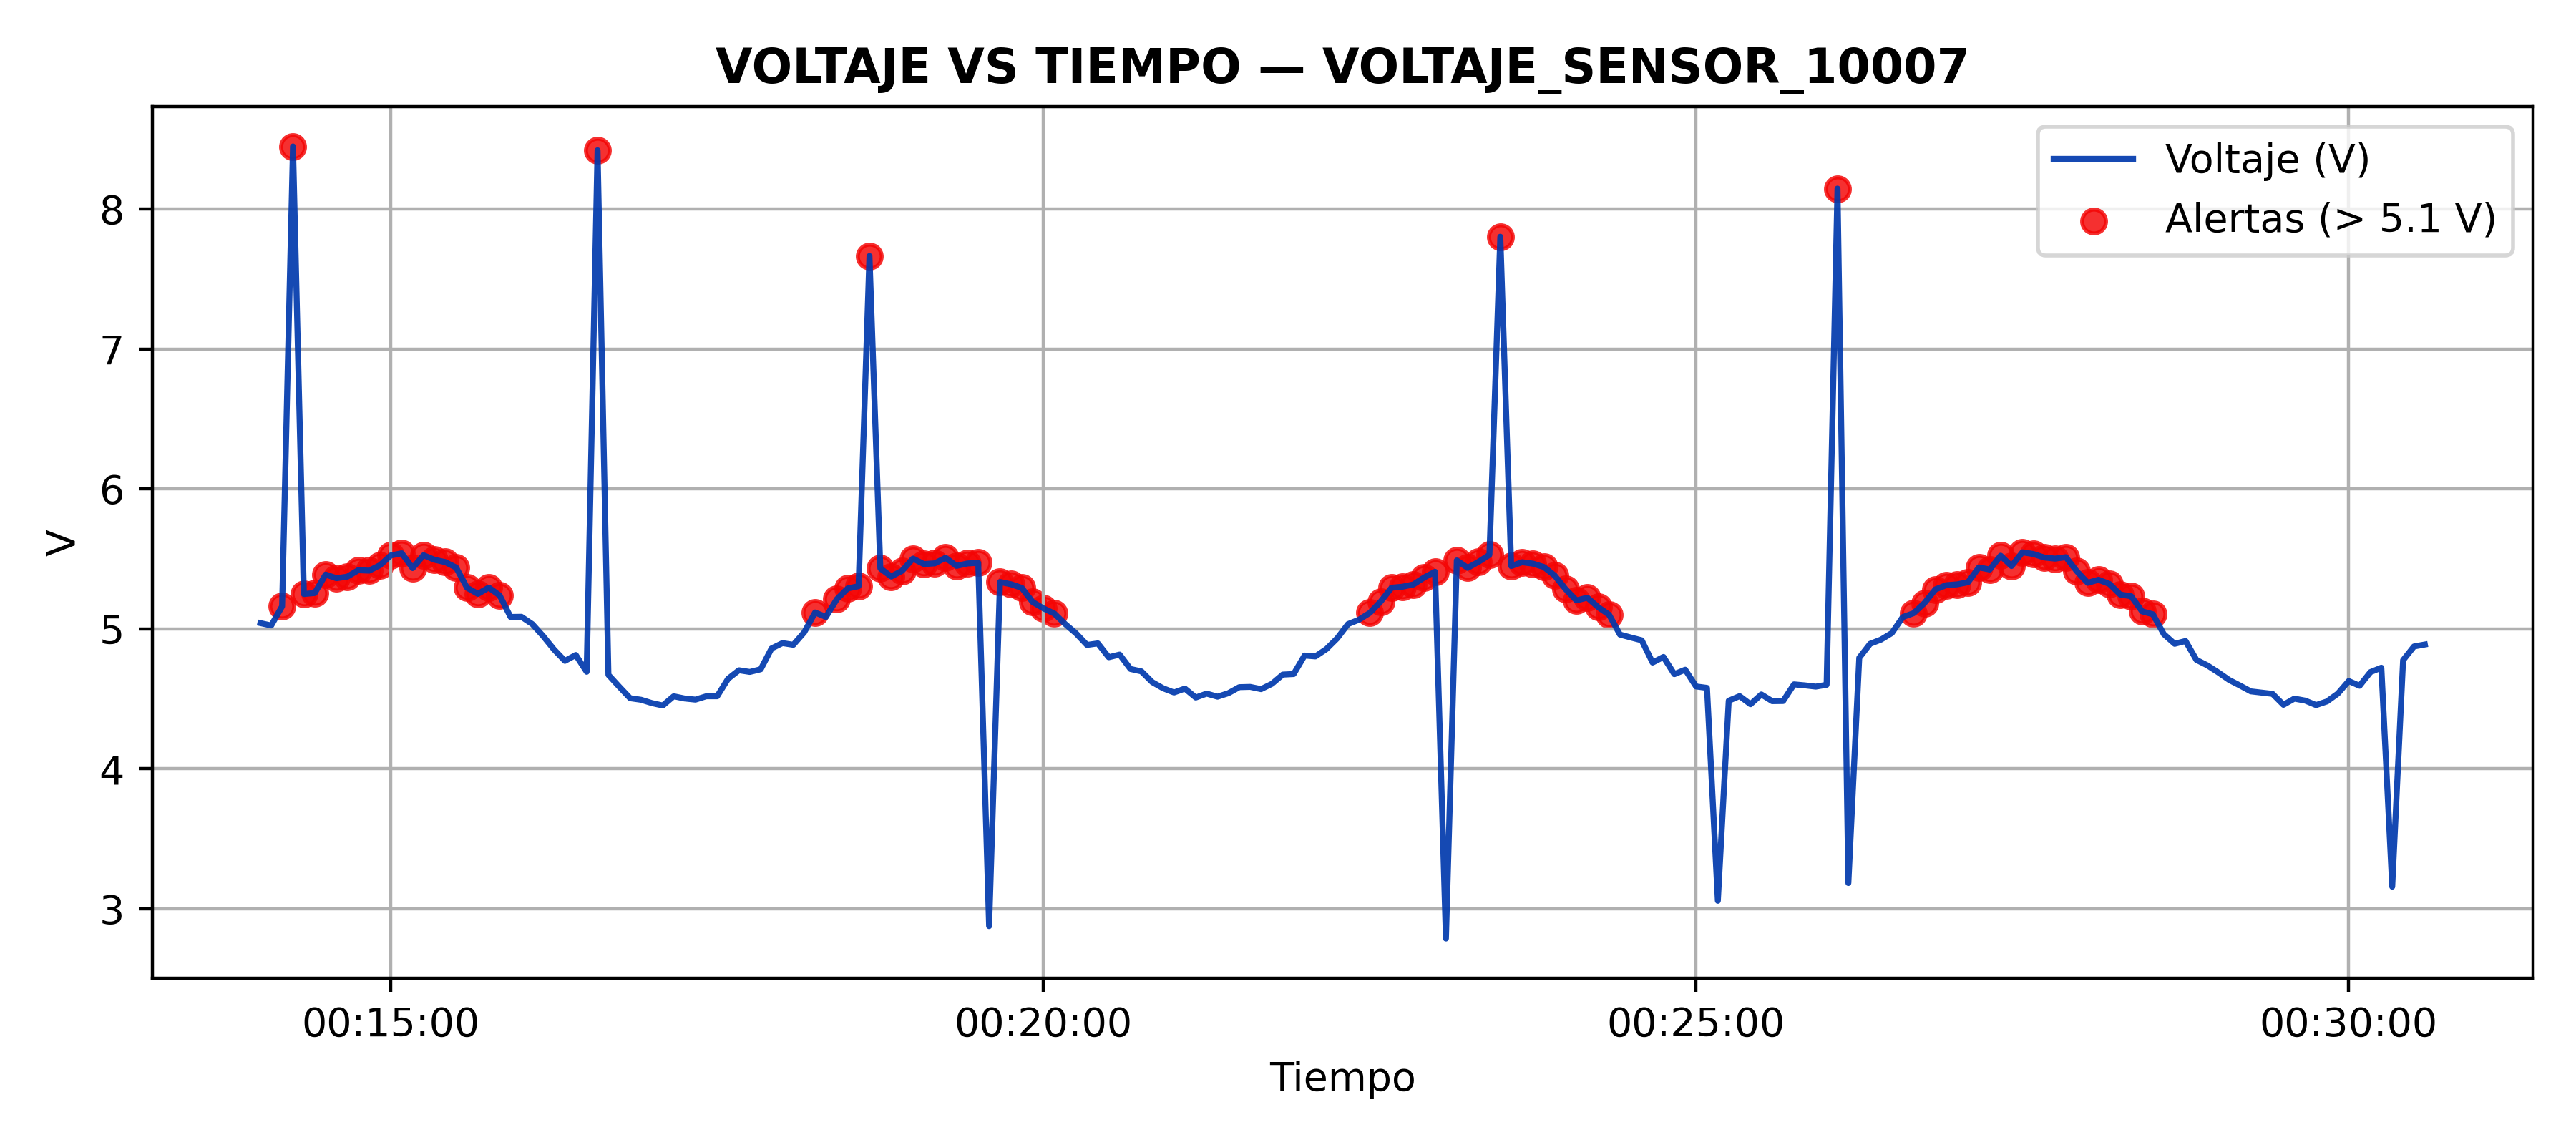 VOLTAJE VS TIEMPO — VOLTAJE_SENSOR_10007
Voltaje (V)
Alertas (> 5.1 V)
8
7
6
5
4
3
V
00:15:00
00:20:00
00:25:00
00:30:00
Tiempo